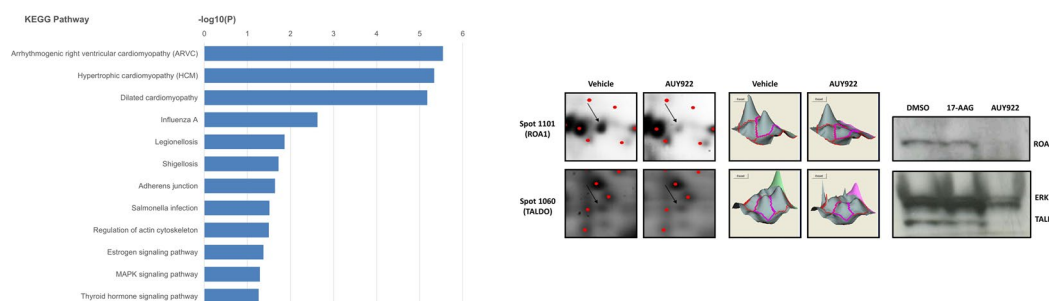 KEGG Pathway -log10(P)
0 1 2 3 4 5 6
Arrhythmogenic right ventricular cardiomyopathy (ARVC)
Hypertrophic cardiomyopathy (HCM)
Dilated cardiomyopathy
Influenza A
Legionellosis
Shigellosis
Adherens junction
Salmonella infection
Regulation of actin cytoskeleton
Estrogen signaling pathway
MAPK signaling pathway
Thyroid hormone signaling pathway
Vehicle AUY922 Vehicle AUY922
Spot 1101
(ROA1)
Spot 1060
(TALDO)
DMSO 17-AAG AUY922
ROA
ERK
TALI